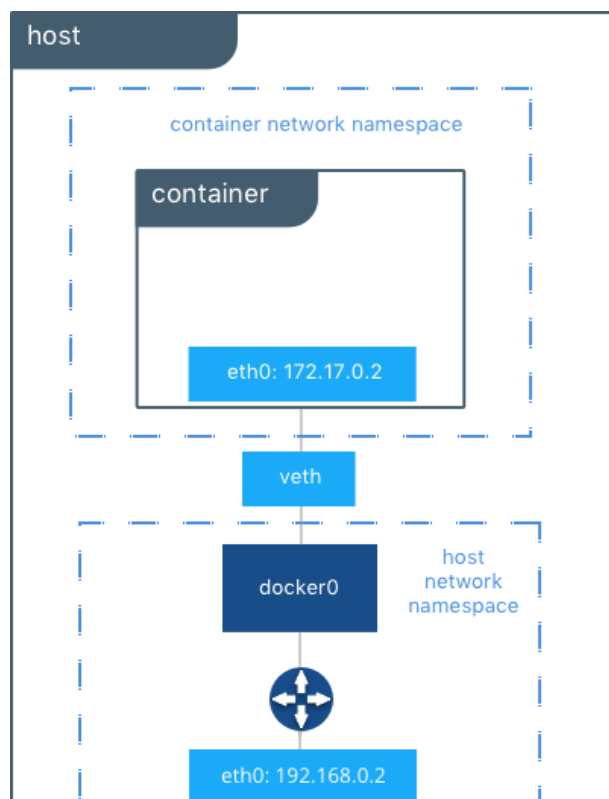 host
container network namespace
container
eth0: 172.17.0.2
veth
host
network
namespace
docker0
eth0: 192.168.0.2